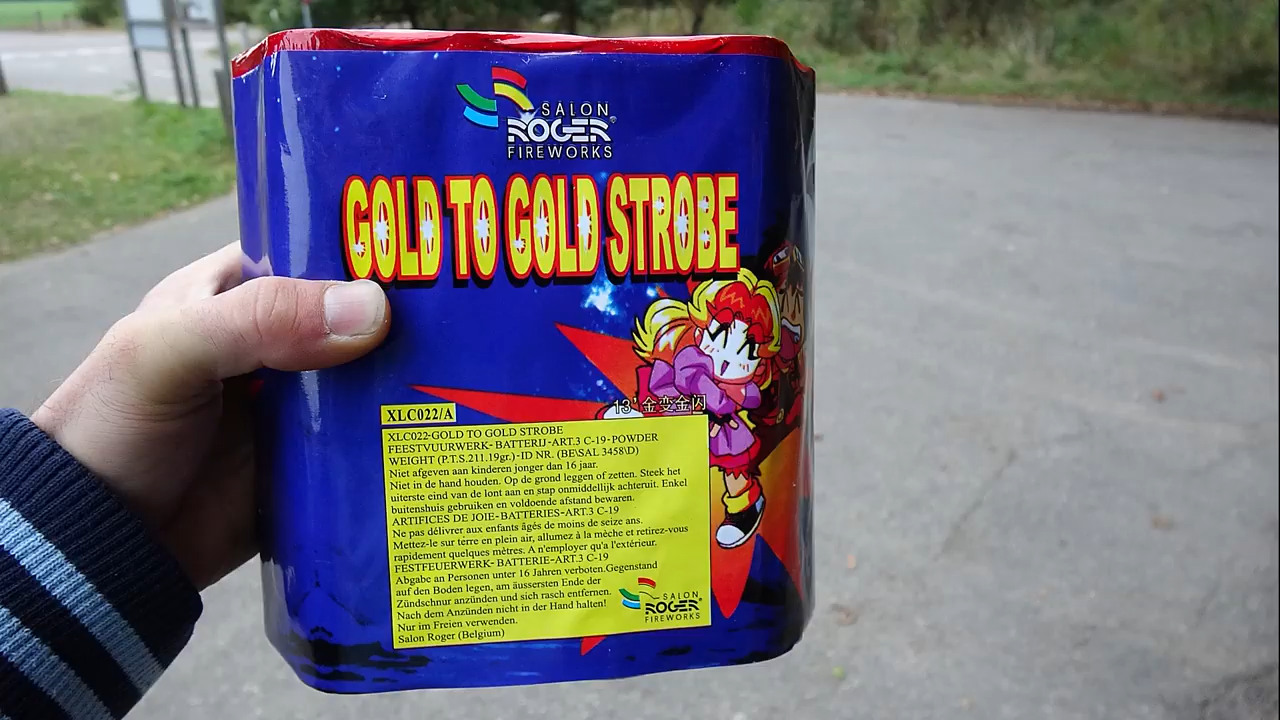 SALON
ROGER®
FIREWORKS
GOLD TO GOLD STROBE
13'金变金闪
XLC022/A
XLC022-GOLD TO GOLD STROBE
FEESTVUURWERK- BATTERIJ-ART.3 C-19-POWDER
WEIGHT (P.T.S.211.19gr.)-ID NR. (BE\SAL 3458\D)
Niet afgeven aan kinderen jonger dan 16 jaar.
Niet in de hand houden. Op de grond leggen of zetten. Steek het
uiterste eind van de lont aan en stap onmiddellijk achteruit. Enkel
buitenshuis gebruiken en voldoende afstand bewaren.
ARTIFICES DE JOIE-BATTERIES-ART.3 C-19
Ne pas délivrer aux enfants âgés de moins de seize ans.
Mettez-le sur terre en plein air, allumez à la mèche et retirez-vous
rapidement quelques mètres. A n'employer qu'a l'extérieur.
FESTFEUERWERK- BATTERIE-ART.3 C-19
Abgabe an Personen unter 16 Jahren verboten.Gegenstand
auf den Boden legen, am äussersten Ende der
Zündschnur anzünden und sich rasch entfernen.
Nach dem Anzünden nicht in der Hand halten!
Nur im Freien verwenden.
Salon Roger (Belgium)
SALON
ROGER®
FIREWORKS